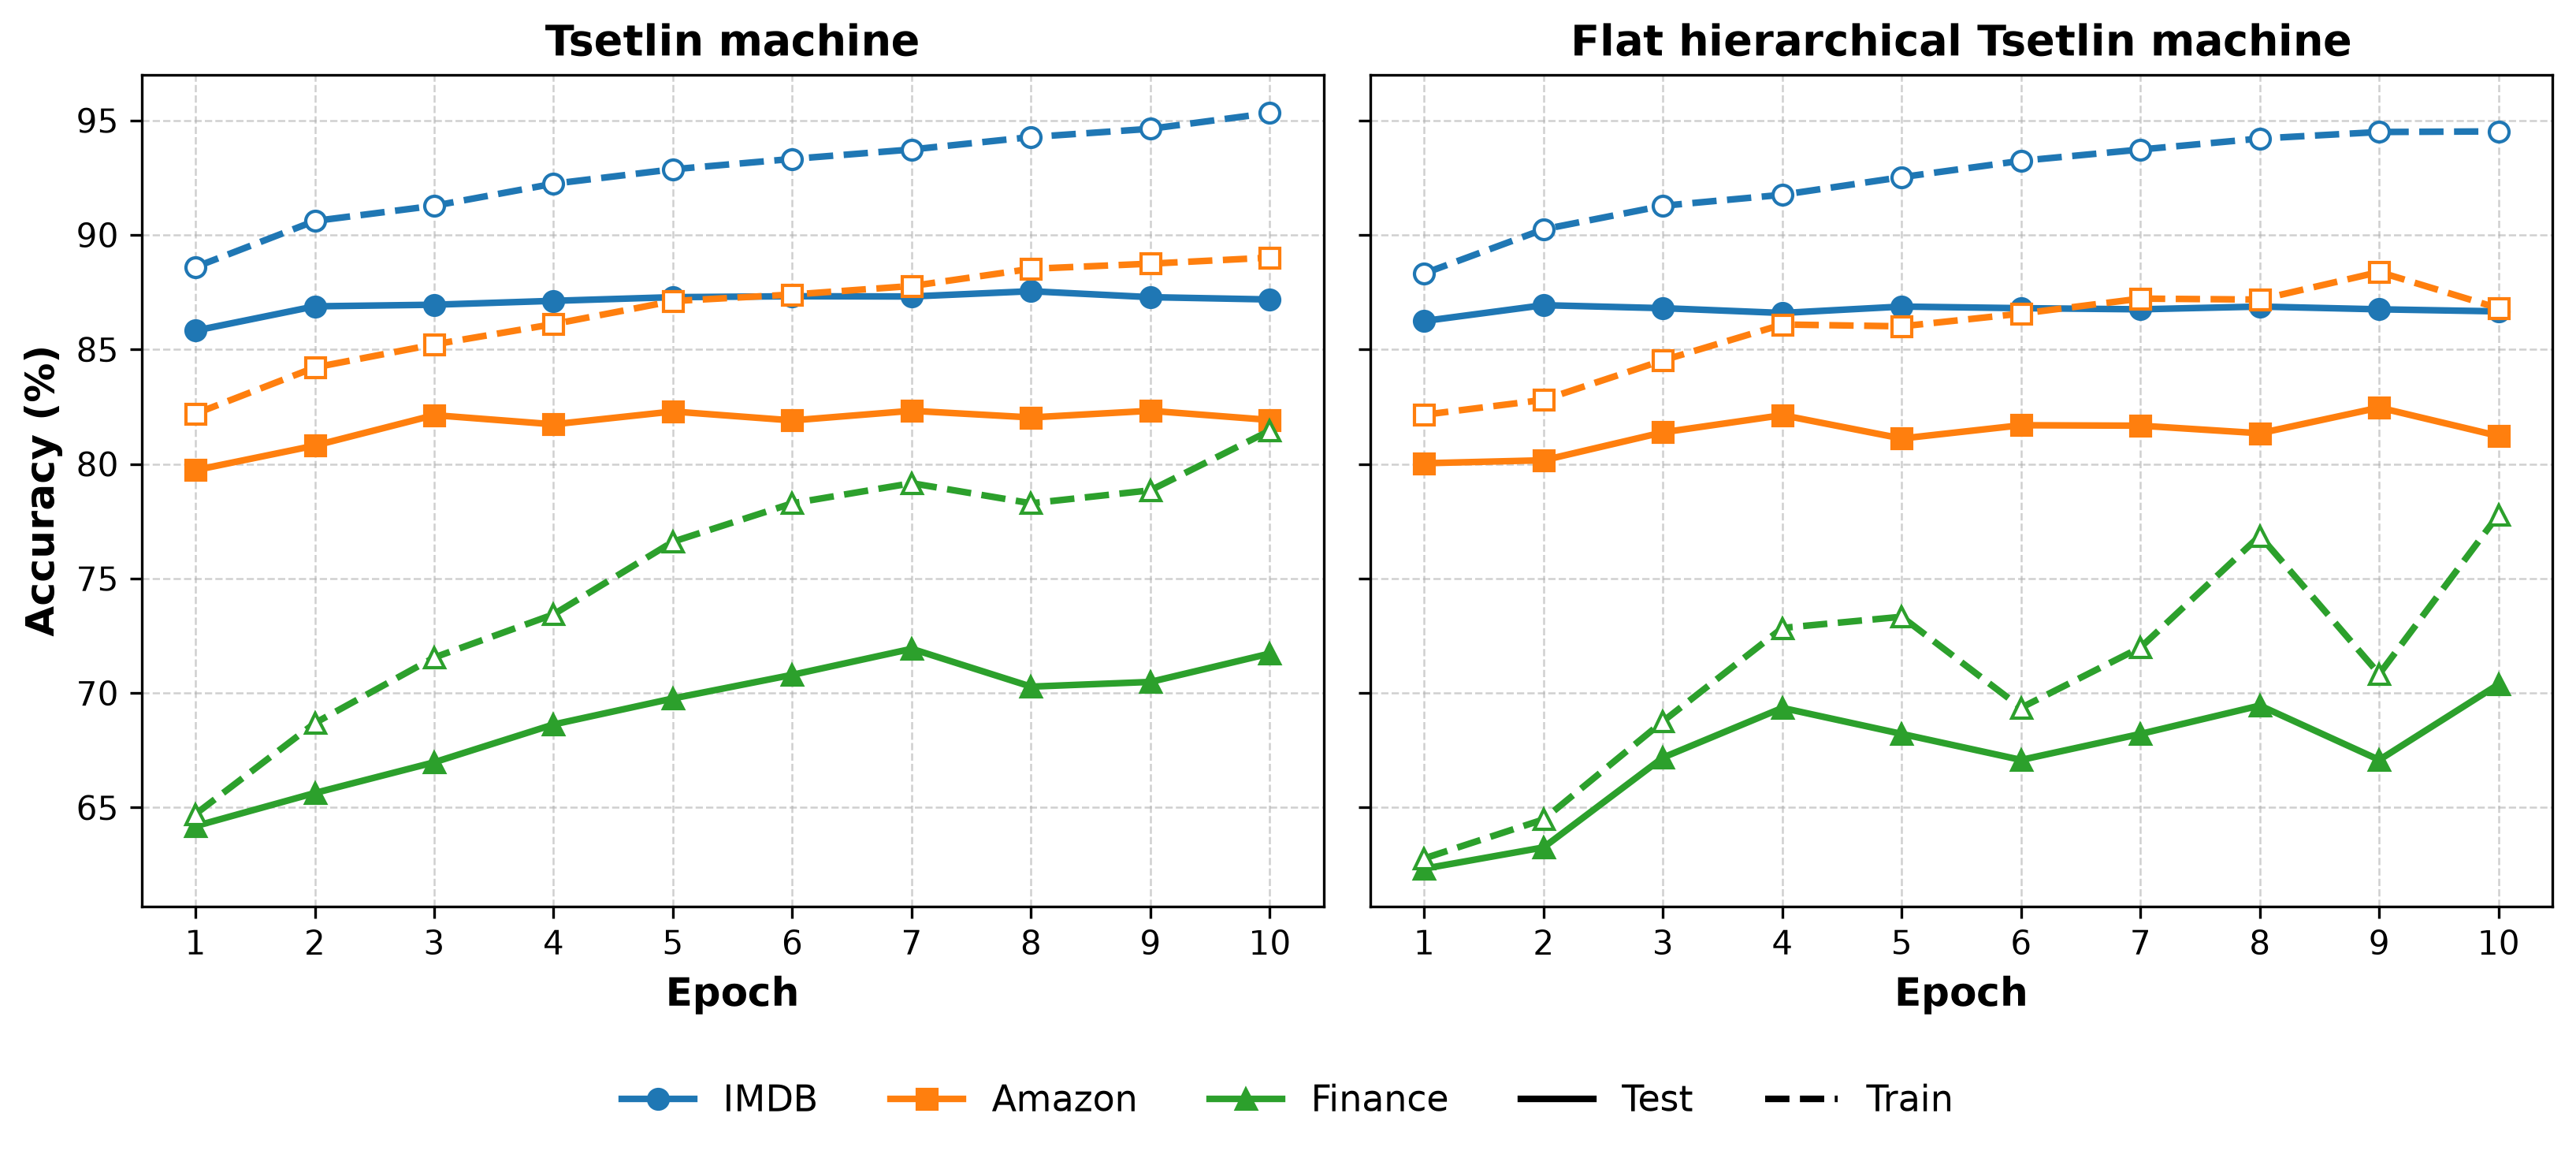 Tsetlin machine
Flat hierarchical Tsetlin machine
Accuracy (%)
95
90
85
80
75
70
65
1 2 3 4 5 6 7 8 9 10
1 2 3 4 5 6 7 8 9 10
Epoch
Epoch
IMDB Amazon Finance Test Train